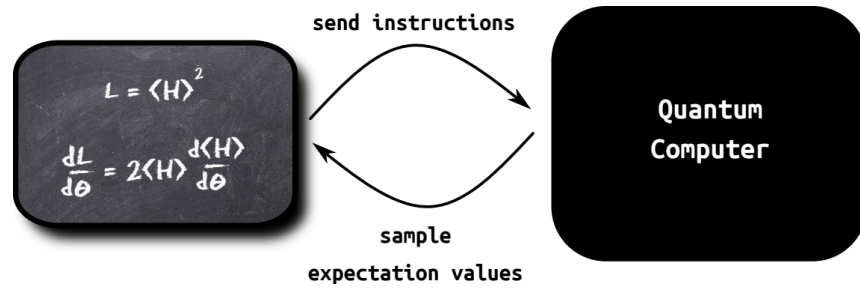 send instructions
L = ⟨H⟩²
dL/dθ = 2⟨H⟩ d⟨H⟩/dθ
Quantum
Computer
sample
expectation values